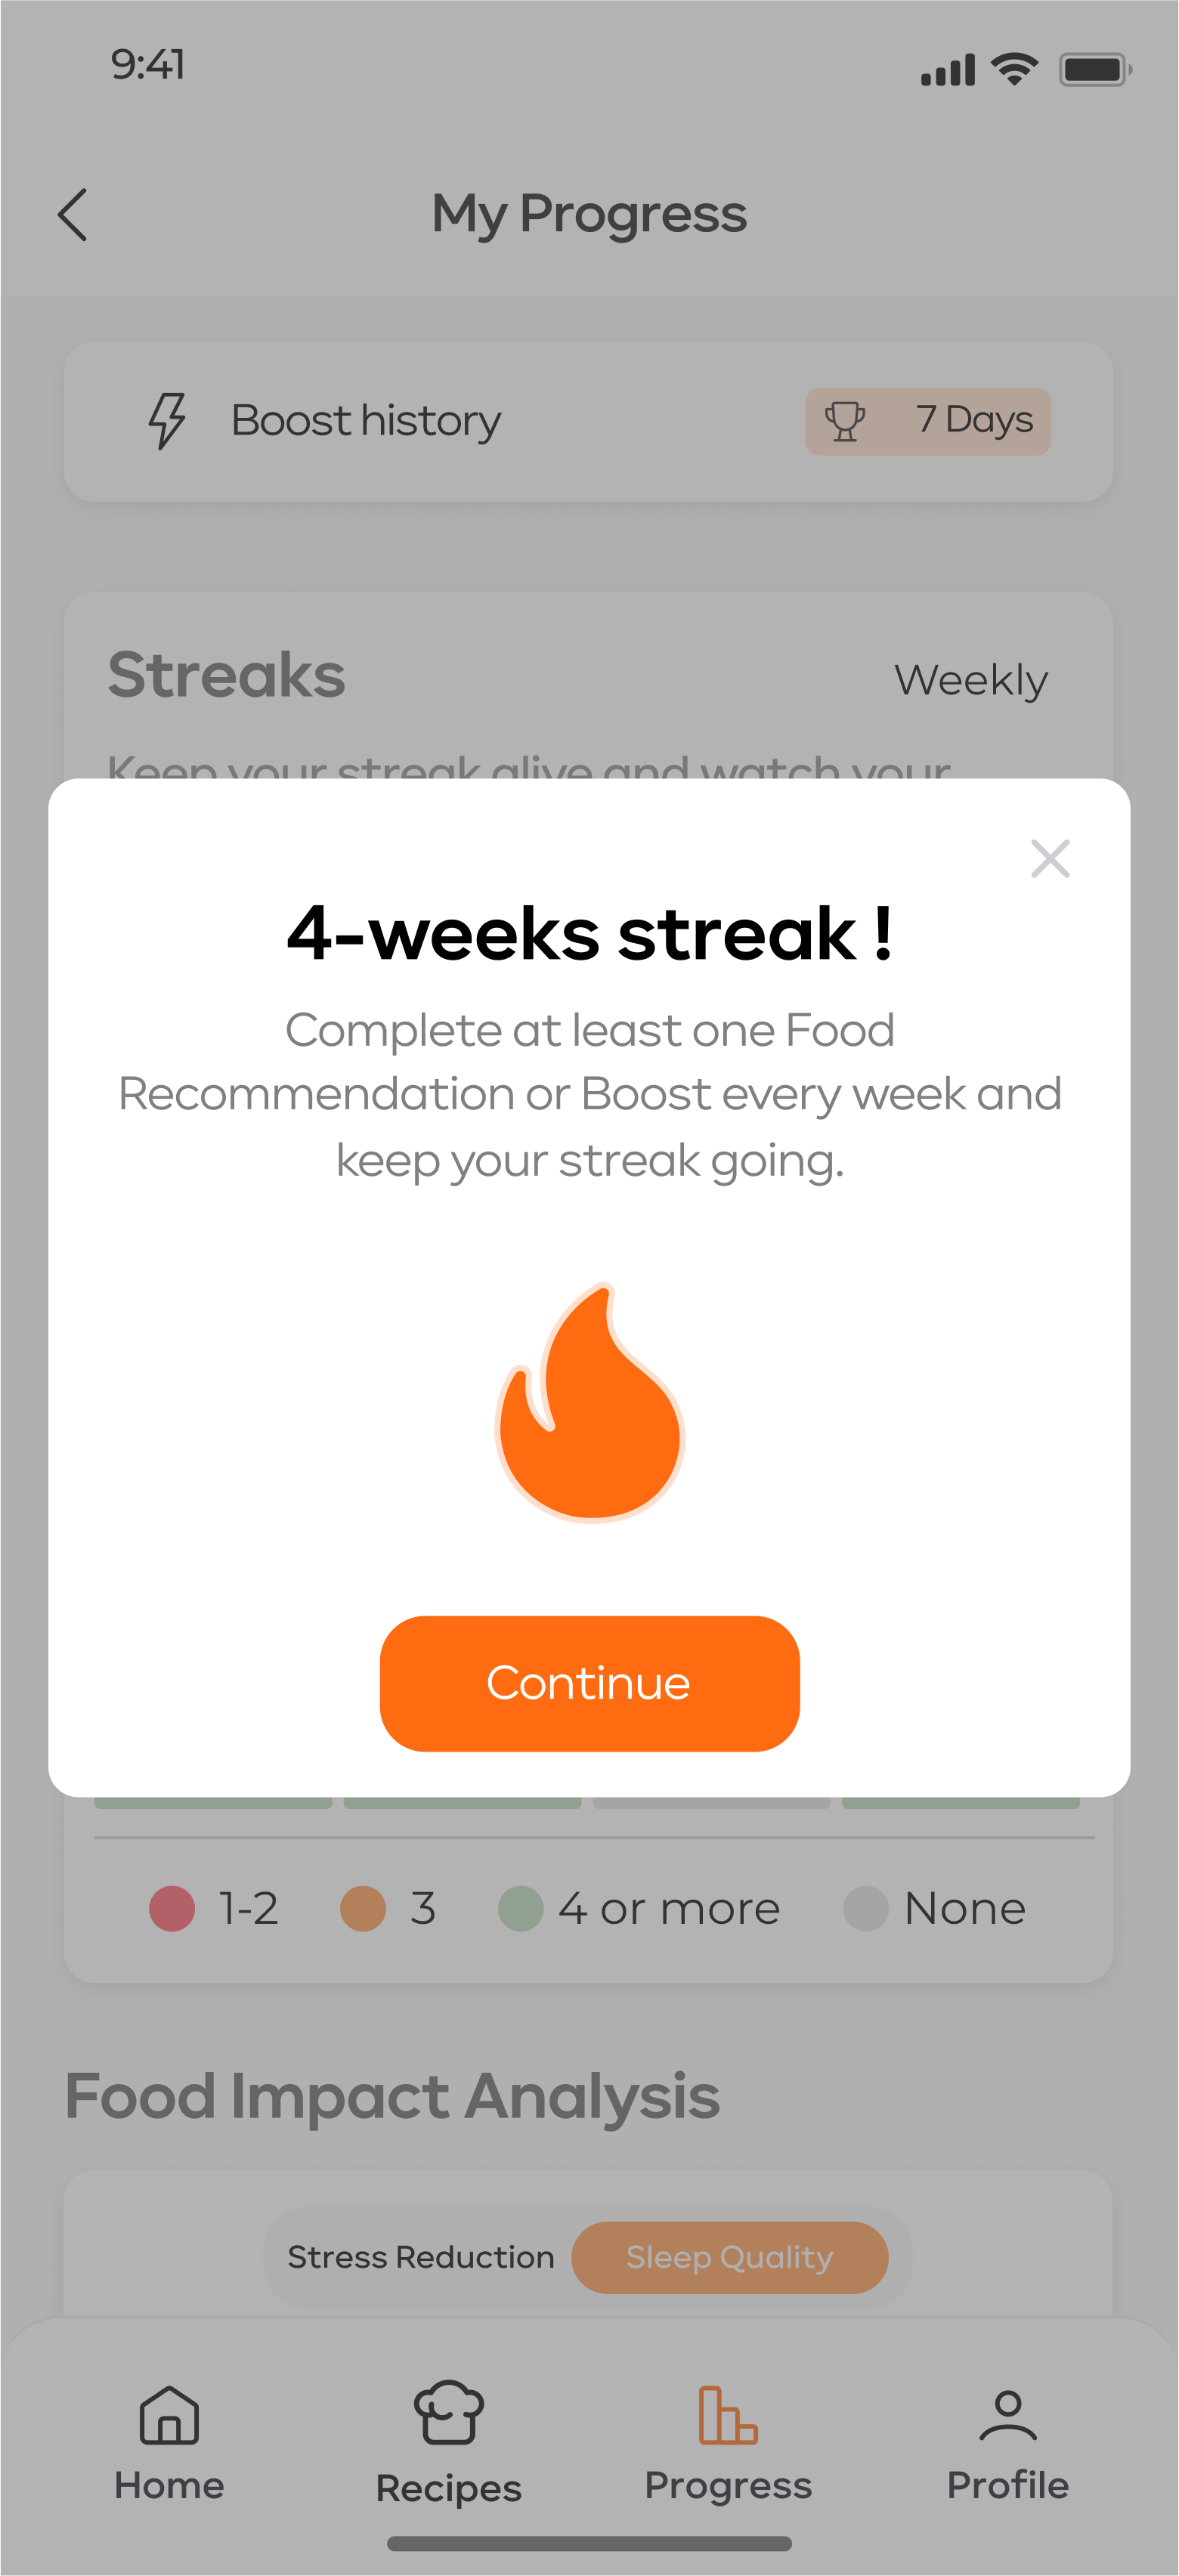 9:41
My Progress
Boost history
7 Days
Streaks
Weekly
Keep your streak alive and watch your
4-weeks streak !
Complete at least one Food
Recommendation or Boost every week and
keep your streak going.
Continue
1-2
3
4 or more
None
Food Impact Analysis
Stress Reduction
Sleep Quality
Home
Recipes
Progress
Profile